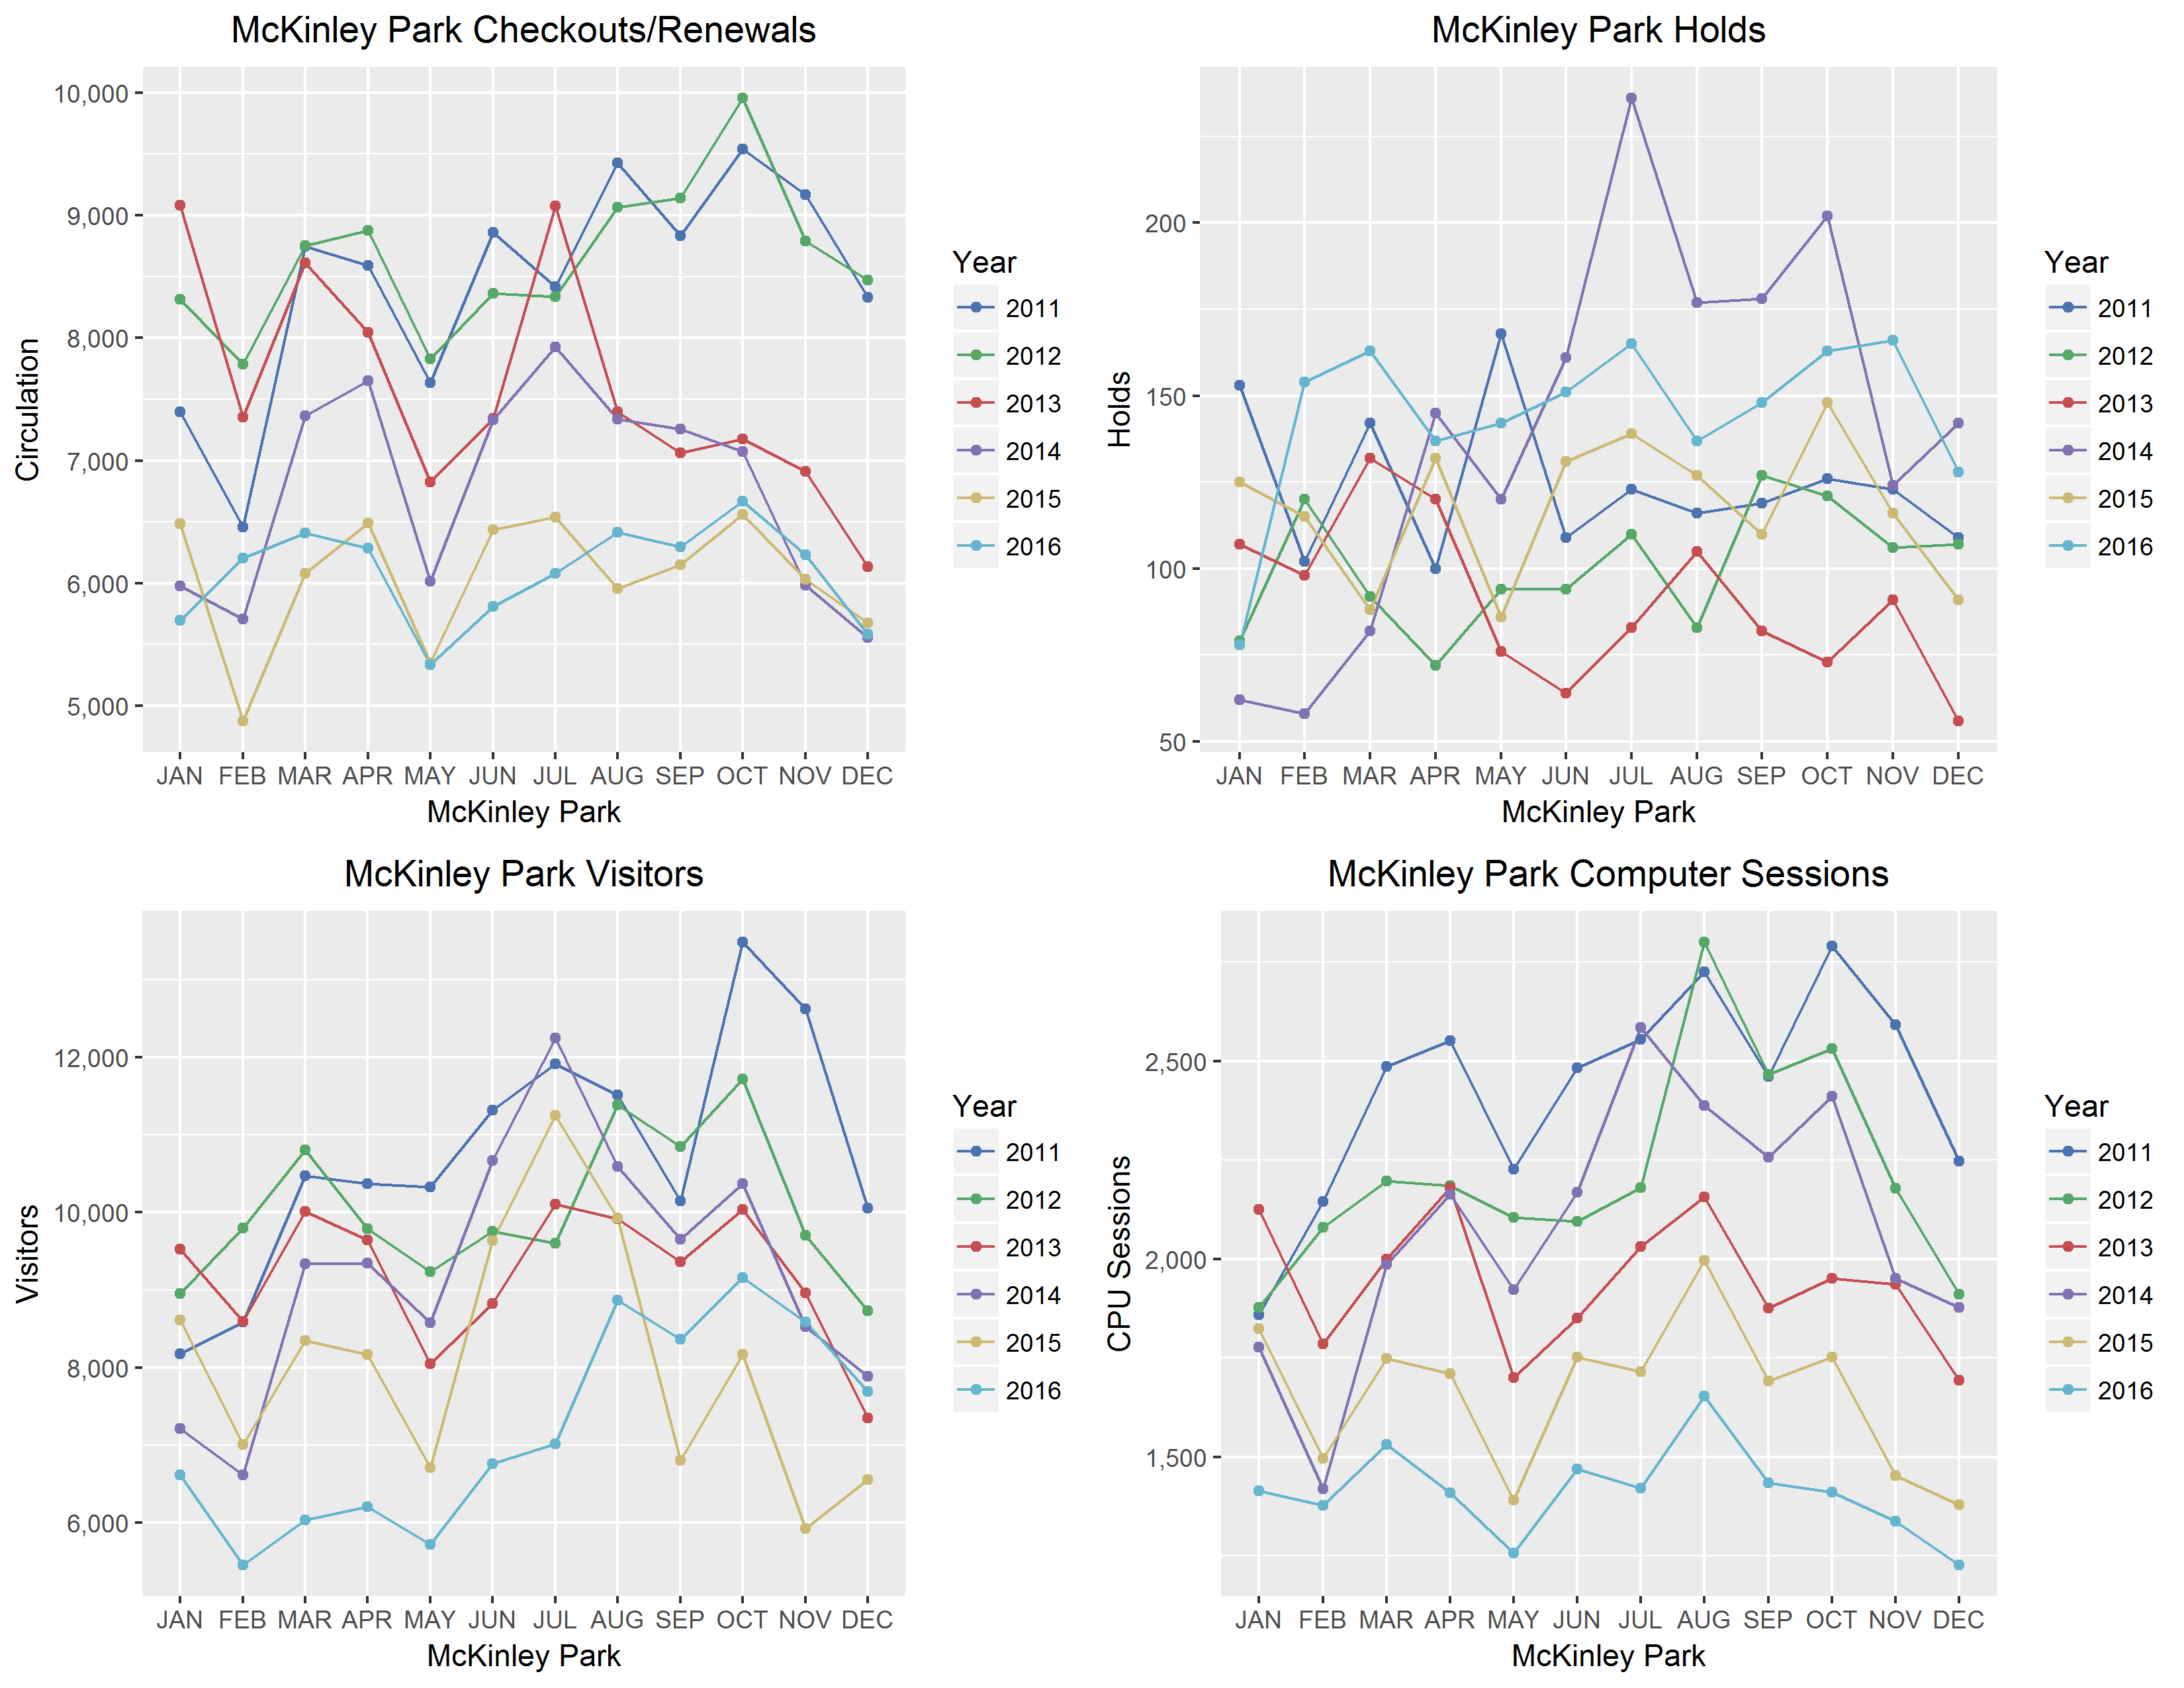 McKinley Park Checkouts/Renewals
10,000
9,000
8,000
7,000
6,000
5,000
Circulation
JAN FEB MAR APR MAY JUN JUL AUG SEP OCT NOV DEC
McKinley Park
Year
2011
2012
2013
2014
2015
2016
McKinley Park Holds
200
150
100
50
Holds
JAN FEB MAR APR MAY JUN JUL AUG SEP OCT NOV DEC
McKinley Park
Year
2011
2012
2013
2014
2015
2016
McKinley Park Visitors
12,000
10,000
8,000
6,000
Visitors
JAN FEB MAR APR MAY JUN JUL AUG SEP OCT NOV DEC
McKinley Park
Year
2011
2012
2013
2014
2015
2016
McKinley Park Computer Sessions
2,500
2,000
1,500
CPU Sessions
JAN FEB MAR APR MAY JUN JUL AUG SEP OCT NOV DEC
McKinley Park
Year
2011
2012
2013
2014
2015
2016